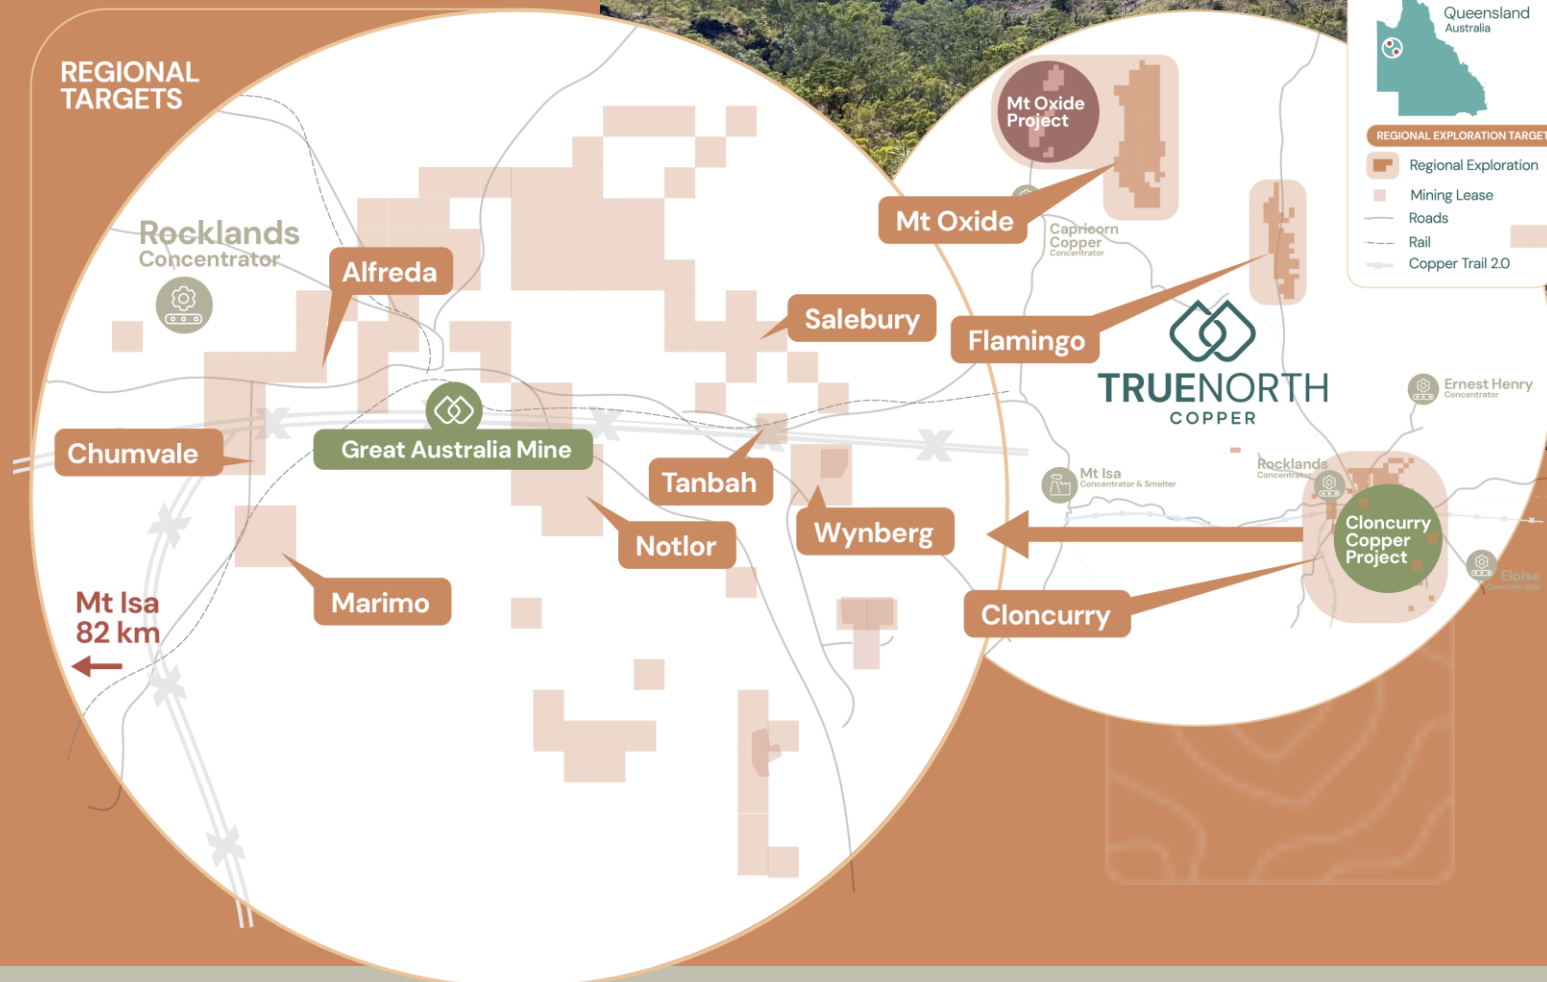 REGIONAL
TARGETS
Rocklands
Concentrator
Alfreda
Salebury
Chumvale
Great Australia Mine
Tanbah
Wynberg
Notlor
Marimo
Mt Isa
82 km
Mt Oxide
Project
Mt Oxide
Capricorn
Copper
Concentrator
Flamingo
TRUENORTH
COPPER
Ernest Henry
Concentrator
Mt Isa
Concentrator & Smelter
Rocklands
Concentrator
Cloncurry
Copper
Project
Eloise
Concentrator
Cloncurry
Queensland
Australia
REGIONAL EXPLORATION TARGET
Regional Exploration
Mining Lease
Roads
Rail
Copper Trail 2.0